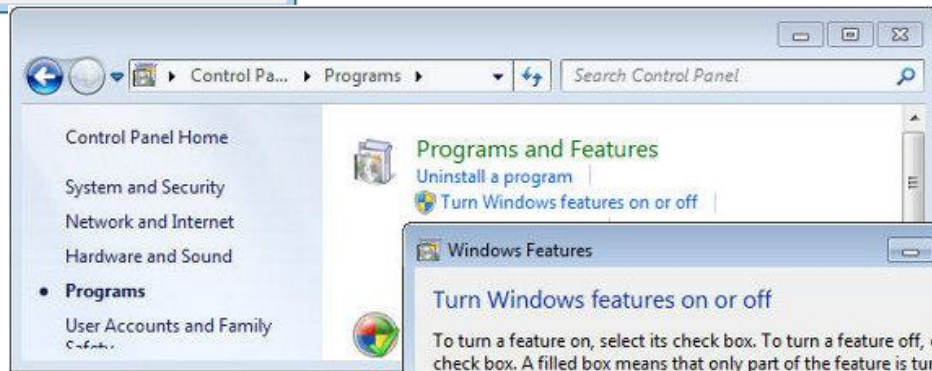 Control Pa... Programs
Search Control Panel
Control Panel Home
System and Security
Network and Internet
Hardware and Sound
Programs
User Accounts and Family
Safety
Programs and Features
Uninstall a program
Turn Windows features on or off
Windows Features
Turn Windows features on or off
To turn a feature on, select its check box. To turn a feature off,
check box. A filled box means that only part of the feature is tur